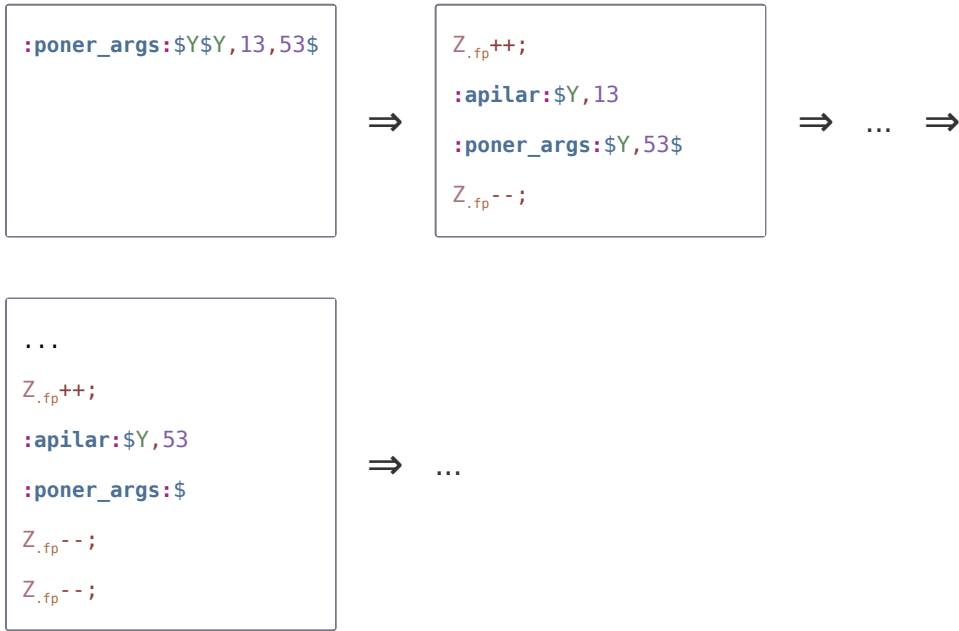 :poner_args:$Y$Y,13,53$
⇒
Z.fp++;
:apilar:$Y,13
:poner_args:$Y,53$
Z.fp--;
⇒ ... ⇒
...
Z.fp++;
:apilar:$Y,53
:poner_args:$
Z.fp--;
Z.fp--;
⇒ ...